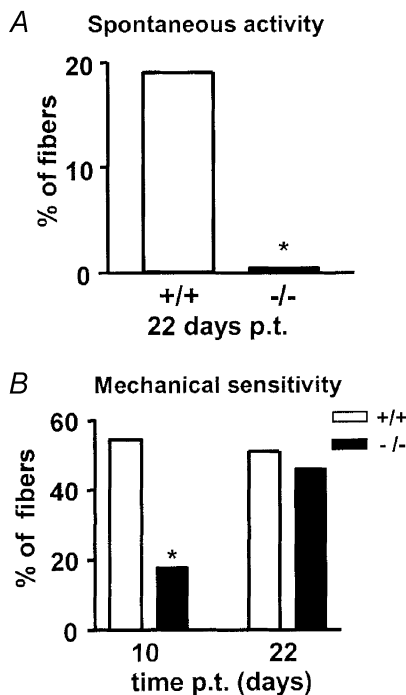 A Spontaneous activity
20
10
0
% of fibers
*
+/+ -/-
22 days p.t.
B Mechanical sensitivity
60
40
20
0
% of fibers
+/+
- /-
*
10 22
time p.t. (days)